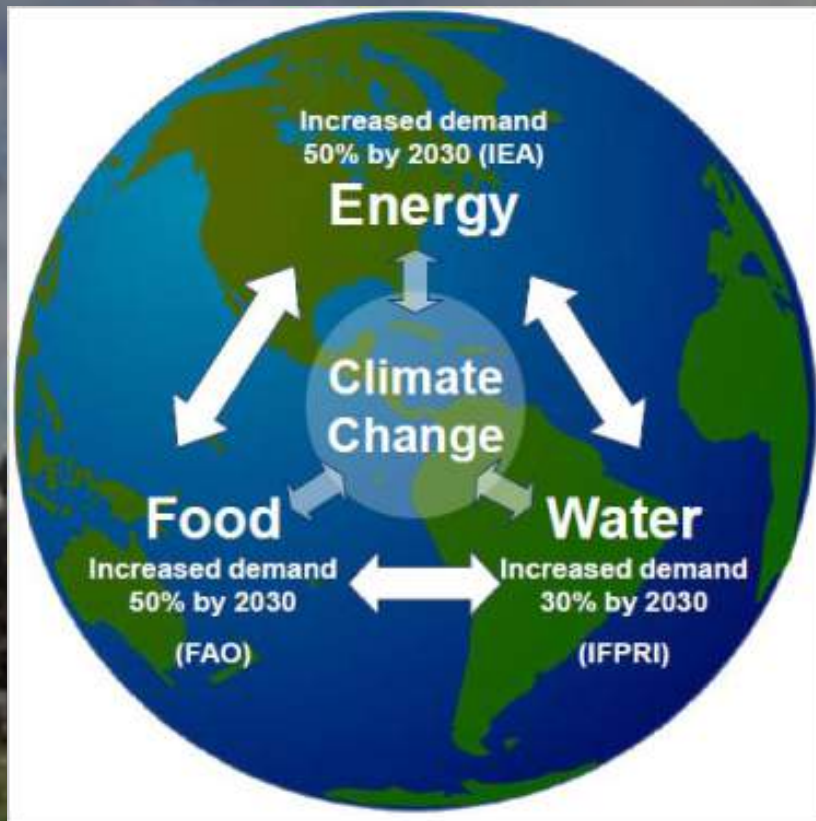 Increased demand
50% by 2030 (IEA)
Energy
Climate
Change
Food
Increased demand
50% by 2030
(FAO)
Water
Increased demand
30% by 2030
(IFPRI)